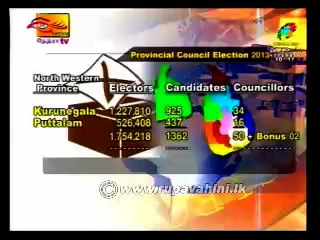 Provincial Council Election 2013
North Western
Province Electors Candidates Councillors
Kurunegala 1,227,810 925 34
Puttalam 526,408 437 16
1,754,218 1362 50 + Bonus 02
©www.rupavahini.lk
tv